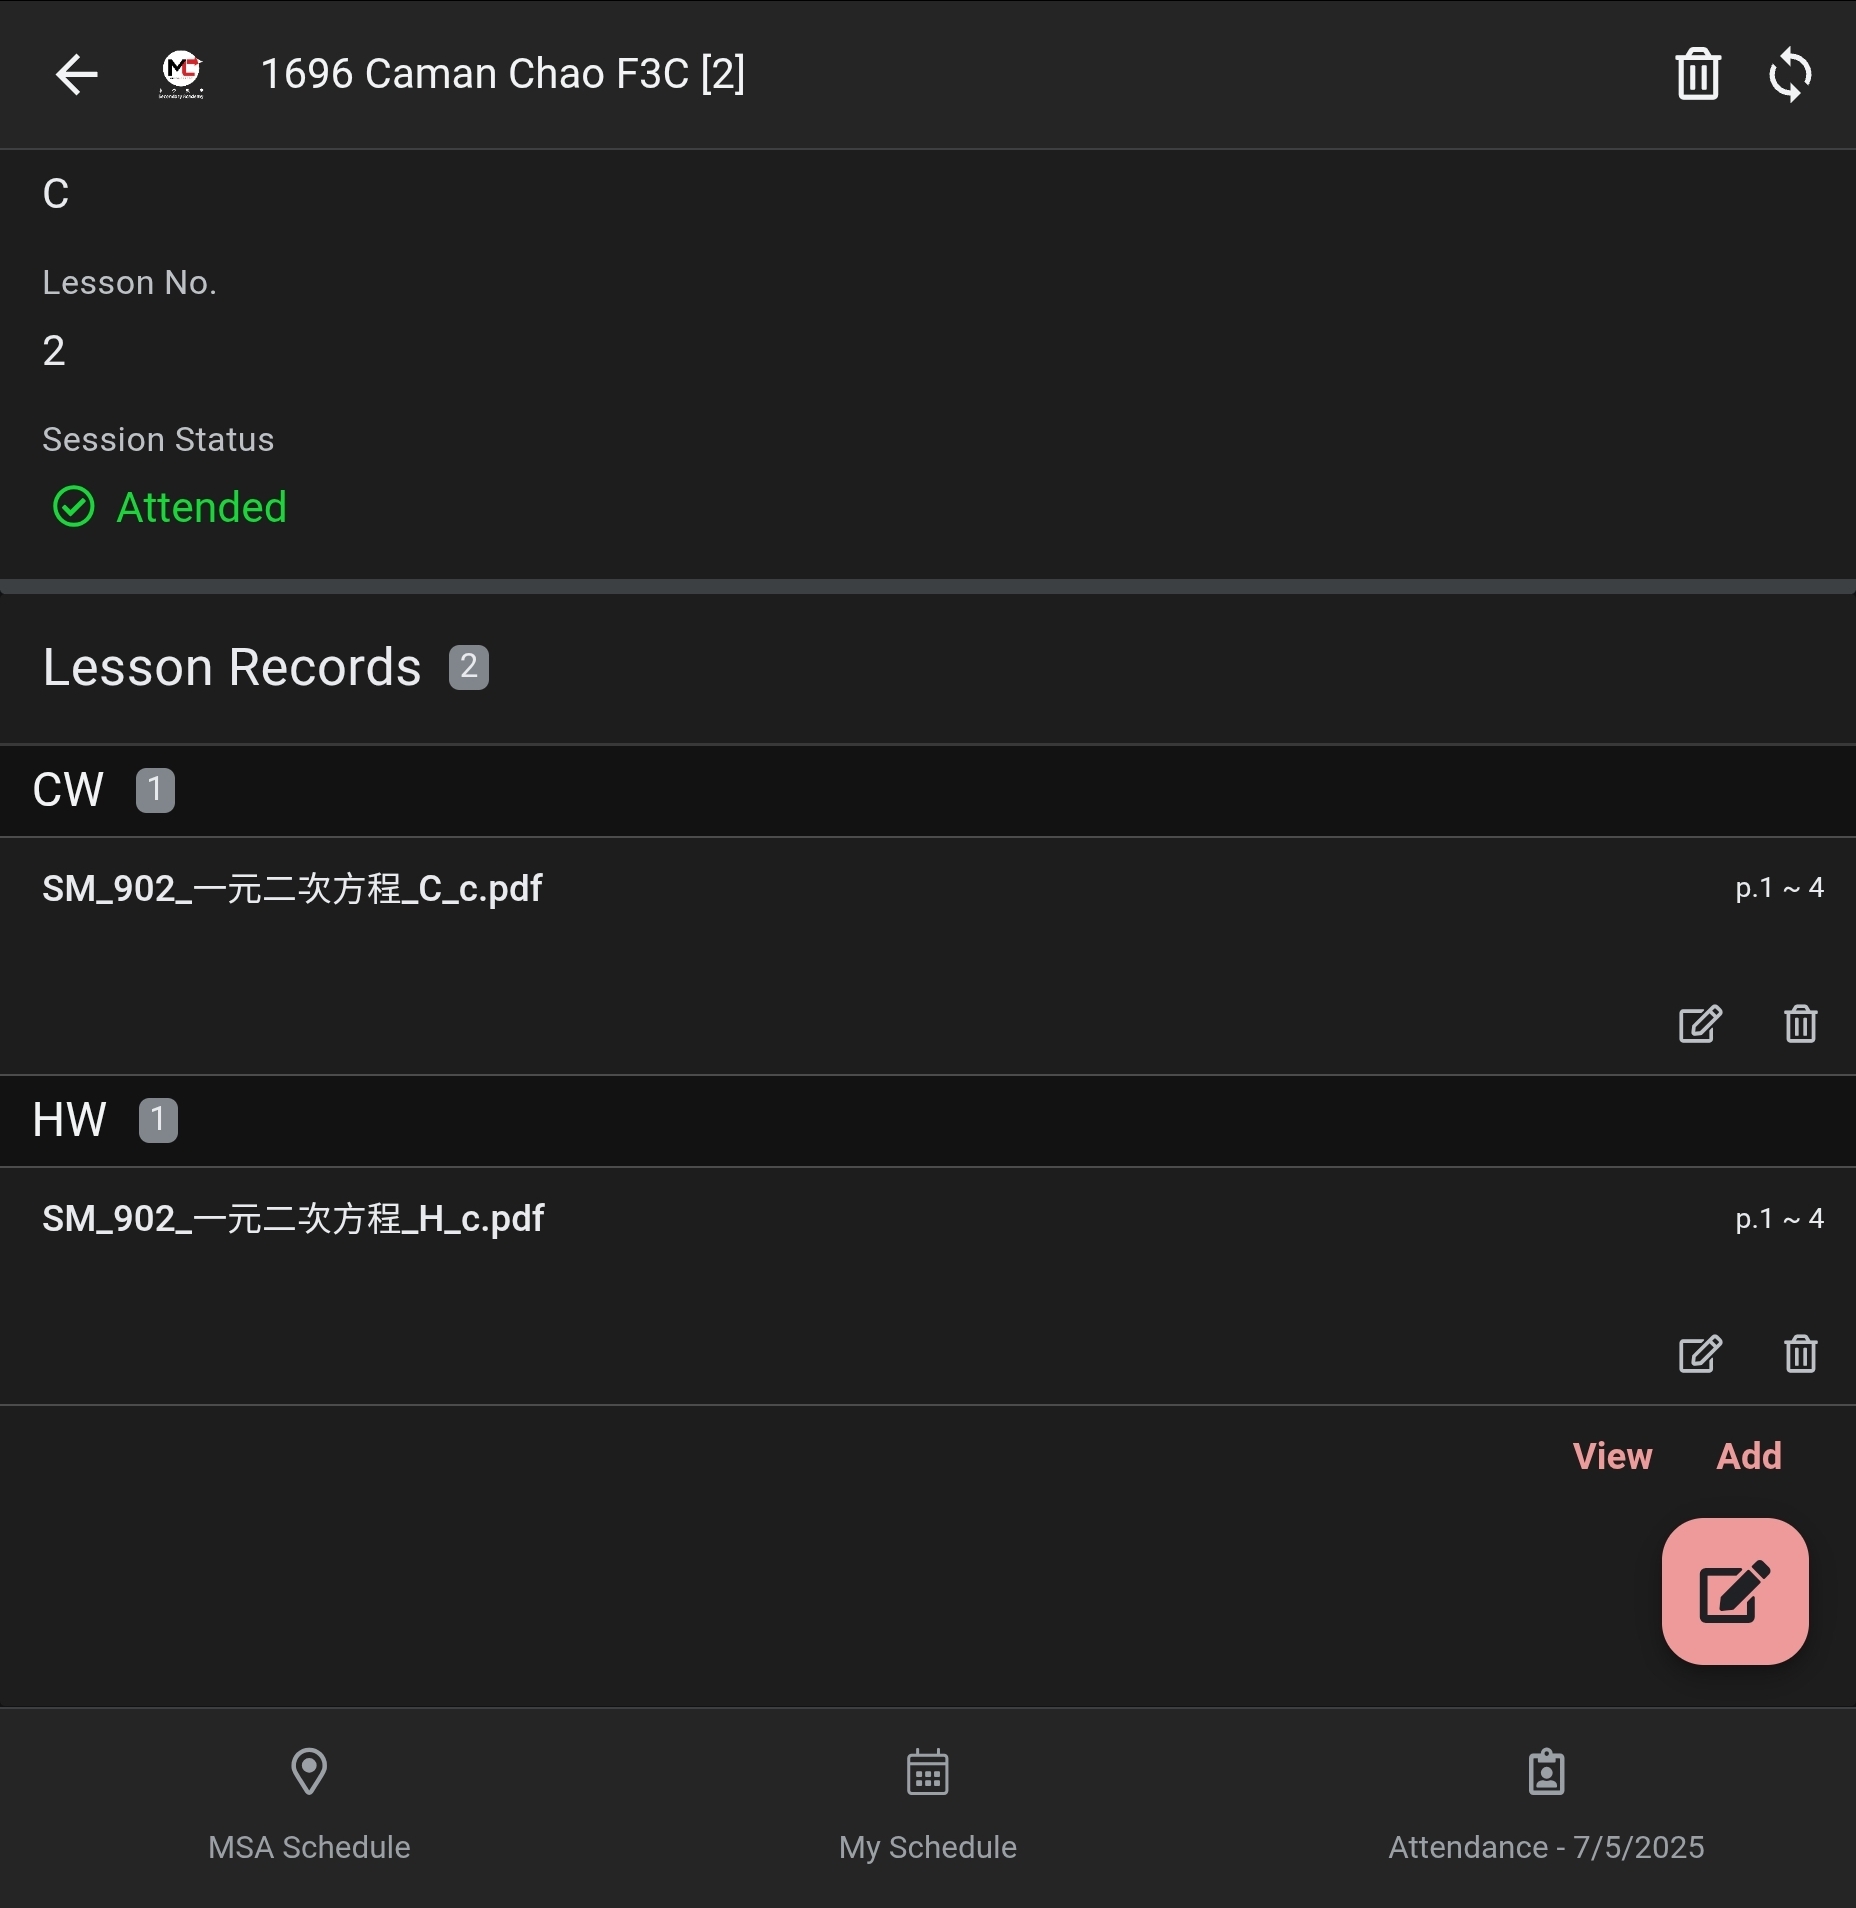 MC
Secondary Academy
1696 Caman Chao F3C [2]
C
Lesson No.
2
Session Status
Attended
Lesson Records 2
CW 1
SM_902_一元二次方程_C_c.pdf p.1 ~ 4
HW 1
SM_902_一元二次方程_H_c.pdf p.1 ~ 4
View Add
MSA Schedule My Schedule Attendance - 7/5/2025